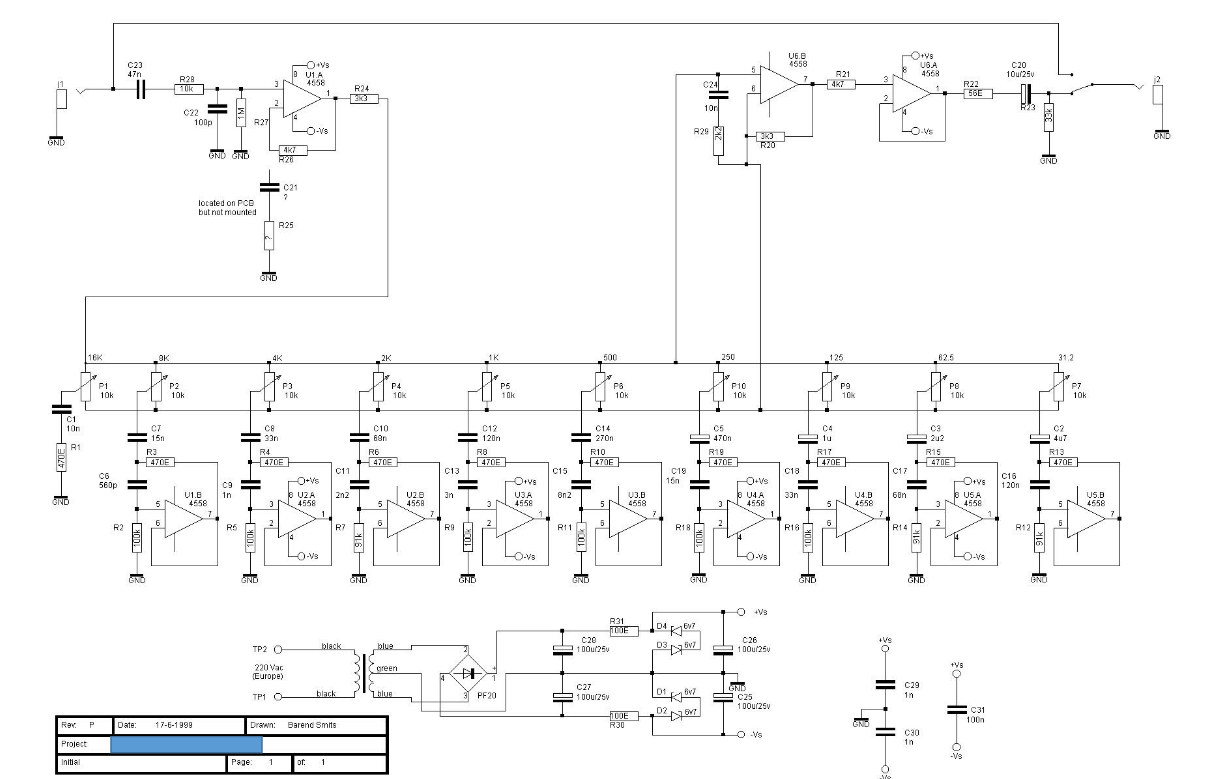 J1
GND
C23
47n
R28
10k
C22
100p
GND
1M
R27
GND
+Vs
U1.A
4558
8
3
2
1
4
-Vs
4k7
R26
R24
3k3
C21
?
located on PCB
but not mounted
R25
?
GND
C24
10n
R29
2k2
U6.B
4558
5
6
7
3k3
R20
R21
4k7
+Vs
U6.A
4558
8
3
2
1
4
-Vs
R22
56E
C20
10u/25v
R23
33k
GND
J2
GND
16K
8K
4K
2K
1K
500
250
125
62.5
31.2
P1
10k
P2
10k
P3
10k
P4
10k
P5
10k
P6
10k
P10
10k
P9
10k
P8
10k
P7
10k
C1
10n
R1
470E
GND
C7
15n
R3
470E
C6
560p
U1.B
4558
5
6
7
R2
100k
GND
C8
33n
R4
470E
C9
1n
+Vs
U2.A
4558
8
3
2
1
4
-Vs
R5
100k
GND
C10
68n
R6
470E
C11
2n2
U2.B
4558
5
6
7
R7
91k
GND
C12
120n
R8
470E
C13
3n
+Vs
U3.A
4558
8
3
2
1
4
-Vs
R9
100k
GND
C14
270n
R10
470E
C15
8n2
U3.B
4558
5
6
7
R11
100k
GND
C5
470n
R19
470E
C19
15n
+Vs
U4.A
4558
8
3
2
1
4
-Vs
R18
100k
GND
C4
1u
R17
470E
C18
33n
U4.B
4558
5
6
7
R16
100k
GND
C3
2u2
R15
470E
C17
68n
+Vs
U5.A
4558
8
3
2
1
4
-Vs
R14
91k
GND
C2
4u7
R13
470E
C16
120n
U5.B
4558
5
6
7
R12
91k
GND
TP2
black
blue
220 Vac
(Europe)
green
TP1
black
blue
2
4
+
1
3
PF20
C28
100u/25v
C27
100u/25v
R31
100E
100E
R30
D4
6v7
D3
6v7
D1
6v7
D2
6v7
+Vs
C26
100u/25v
GND
C25
100u/25v
-Vs
+Vs
C29
1n
GND
C30
1n
-Vs
+Vs
C31
100n
-Vs
Rev: P Date: 17-6-1999 Drawn: Barend Smits
Project:
Initial Page: 1 of: 1